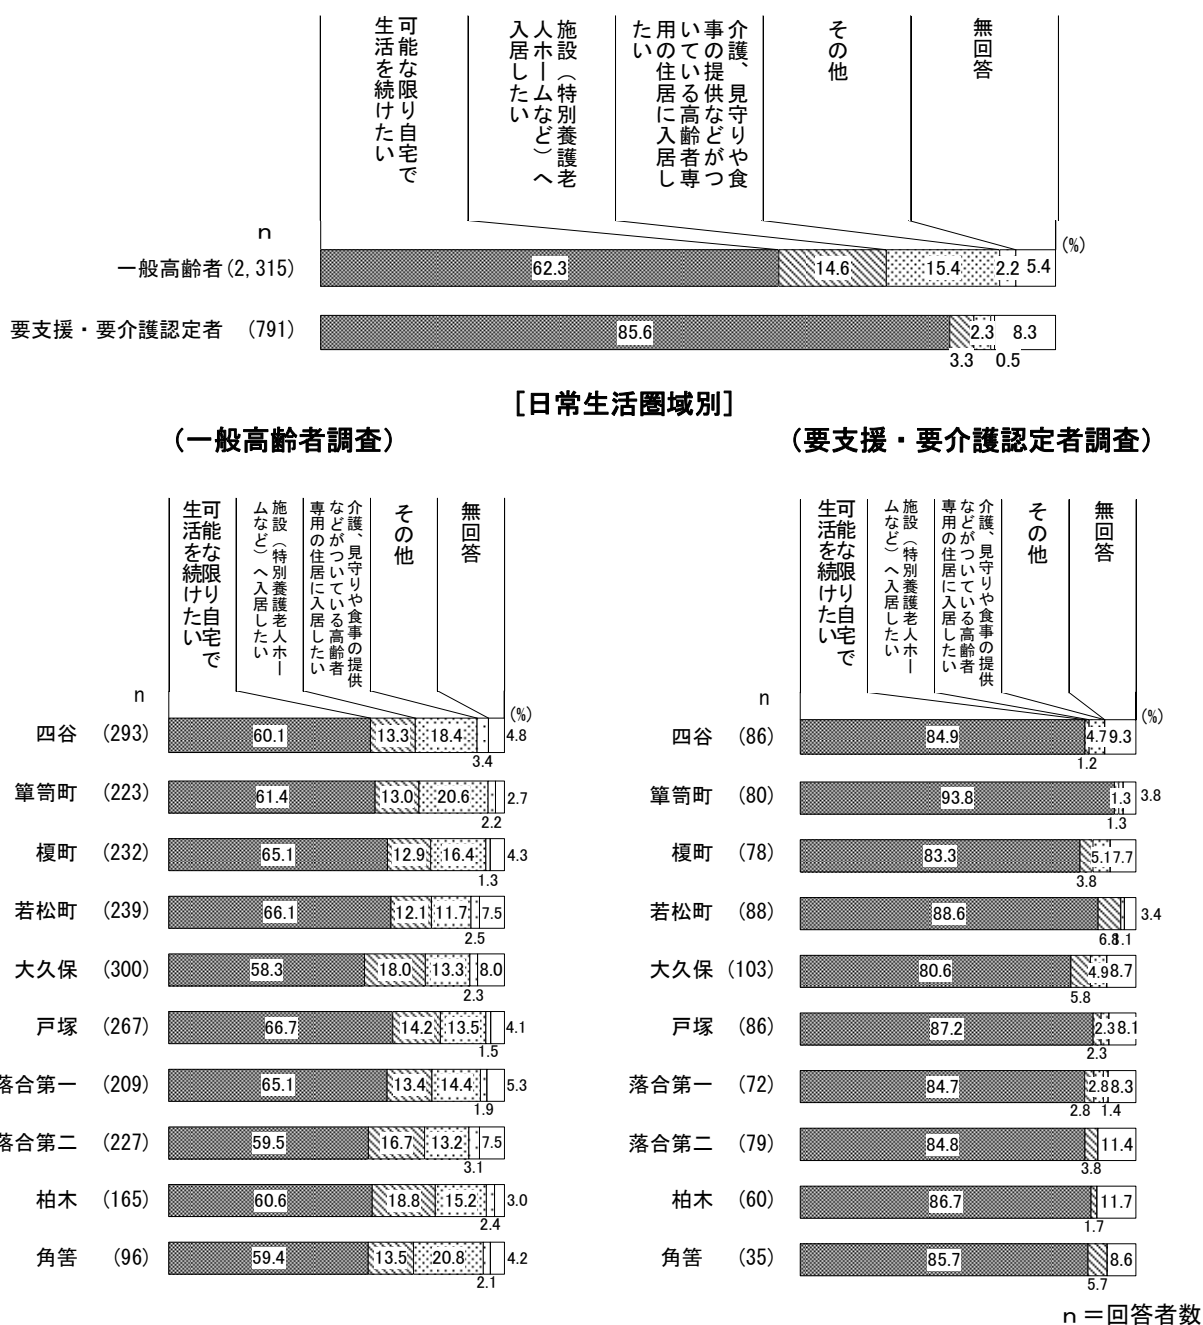 可能な限り自宅で
生活を続けたい
施設（特別養護老
人ホームなど）へ
入居したい
介護、見守りや食
事の提供などがつ
いている高齢者専
用の住居に入居し
たい
その他
無回答
n
(%)
一般高齢者(2,315) 62.3 14.6 15.4 2.2 5.4
要支援・要介護認定者 (791) 85.6 2.3 8.3
3.3 0.5
[日常生活圏域別]
(一般高齢者調査)
可能な限り自宅で
生活を続けたい
施設（特別養護老人ホー
ムなど）へ入居したい
介護、見守りや食事の提供
などがついている高齢者
専用の住居に入居したい
その他
無回答
n
(%)
四谷 (293) 60.1 13.3 18.4 4.8
3.4
箪笥町 (223) 61.4 13.0 20.6 2.7
2.2
榎町 (232) 65.1 12.9 16.4 4.3
1.3
若松町 (239) 66.1 12.1 11.7 7.5
2.5
大久保 (300) 58.3 18.0 13.3 8.0
2.3
戸塚 (267) 66.7 14.2 13.5 4.1
1.5
落合第一 (209) 65.1 13.4 14.4 5.3
1.9
落合第二 (227) 59.5 16.7 13.2 7.5
3.1
柏木 (165) 60.6 18.8 15.2 3.0
2.4
角筈 (96) 59.4 13.5 20.8 4.2
2.1
(要支援・要介護認定者調査)
可能な限り自宅で
生活を続けたい
施設（特別養護老人ホー
ムなど）へ入居したい
介護、見守りや食事の提供
などがついている高齢者
専用の住居に入居したい
その他
無回答
n
(%)
四谷 (86) 84.9 4.7 9.3
1.2
箪笥町 (80) 93.8 1.3 3.8
1.3
榎町 (78) 83.3 5.1 7.7
3.8
若松町 (88) 88.6 3.4
6.8 1.1
大久保 (103) 80.6 4.9 8.7
5.8
戸塚 (86) 87.2 2.3 8.1
2.3
落合第一 (72) 84.7 2.8 8.3
2.8 1.4
落合第二 (79) 84.8 11.4
3.8
柏木 (60) 86.7 11.7
1.7
角筈 (35) 85.7 8.6
5.7
n＝回答者数